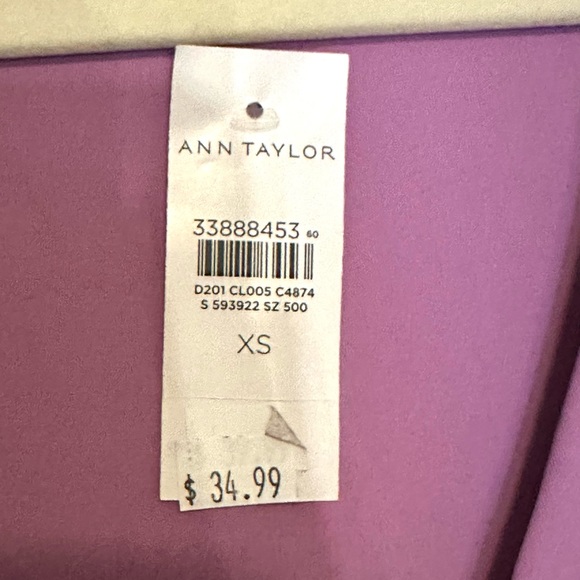 ANN TAYLOR
33888453 60
D201 CL005 C4874
S 593922 SZ 500
XS
$ 34.99